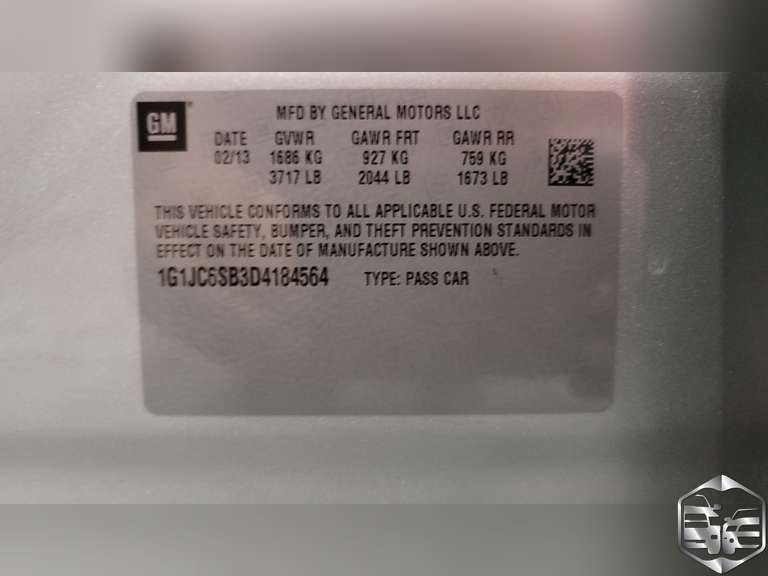 GM
MFD BY GENERAL MOTORS LLC
DATE GVWR GAWR FRT GAWR RR
02/13 1686 KG 927 KG 759 KG
3717 LB 2044 LB 1673 LB
THIS VEHICLE CONFORMS TO ALL APPLICABLE U.S. FEDERAL MOTOR
VEHICLE SAFETY, BUMPER, AND THEFT PREVENTION STANDARDS IN
EFFECT ON THE DATE OF MANUFACTURE SHOWN ABOVE.
1G1JC6SB3D4184564 TYPE: PASS CAR